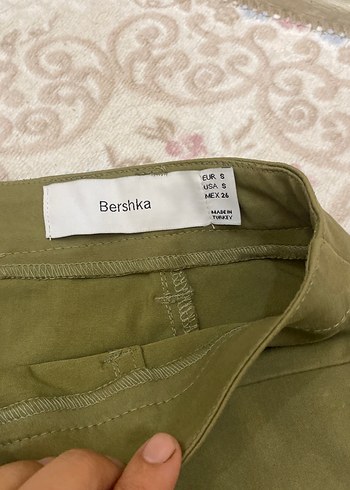 Bershka
EUR S
USA S
MEX 26
MADE IN
TURKEY